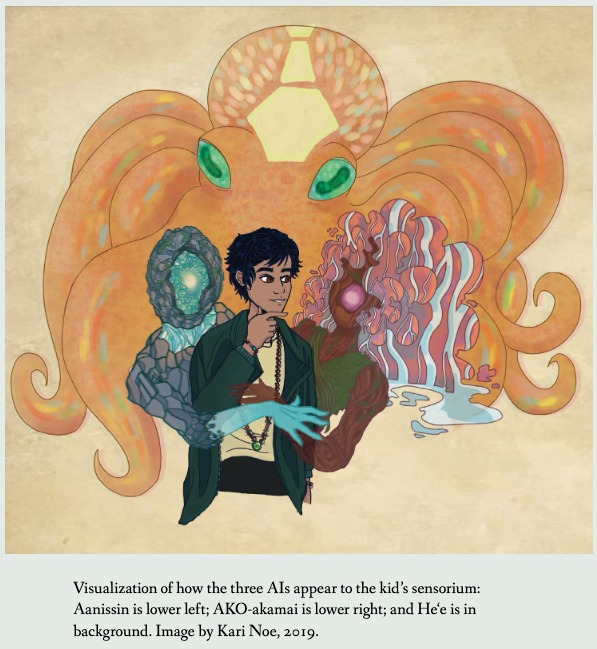 Visualization of how the three AIs appear to the kid’s sensorium:
Aanissin is lower left; AKO-akamai is lower right; and Heʻe is in
background. Image by Kari Noe, 2019.